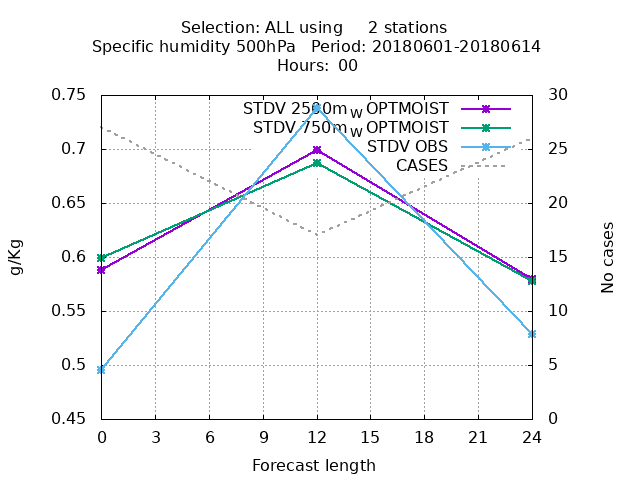 Selection: ALL using 2 stations
Specific humidity 500hPa Period: 20180601-20180614
Hours: 00
0.75
0.7
0.65
0.6
0.55
0.5
0.45
30
25
20
15
10
5
0
g/Kg
No cases
STDV 2500m_W OPTMOIST
STDV 750m_W OPTMOIST
STDV OBS
CASES
0 3 6 9 12 15 18 21 24
Forecast length